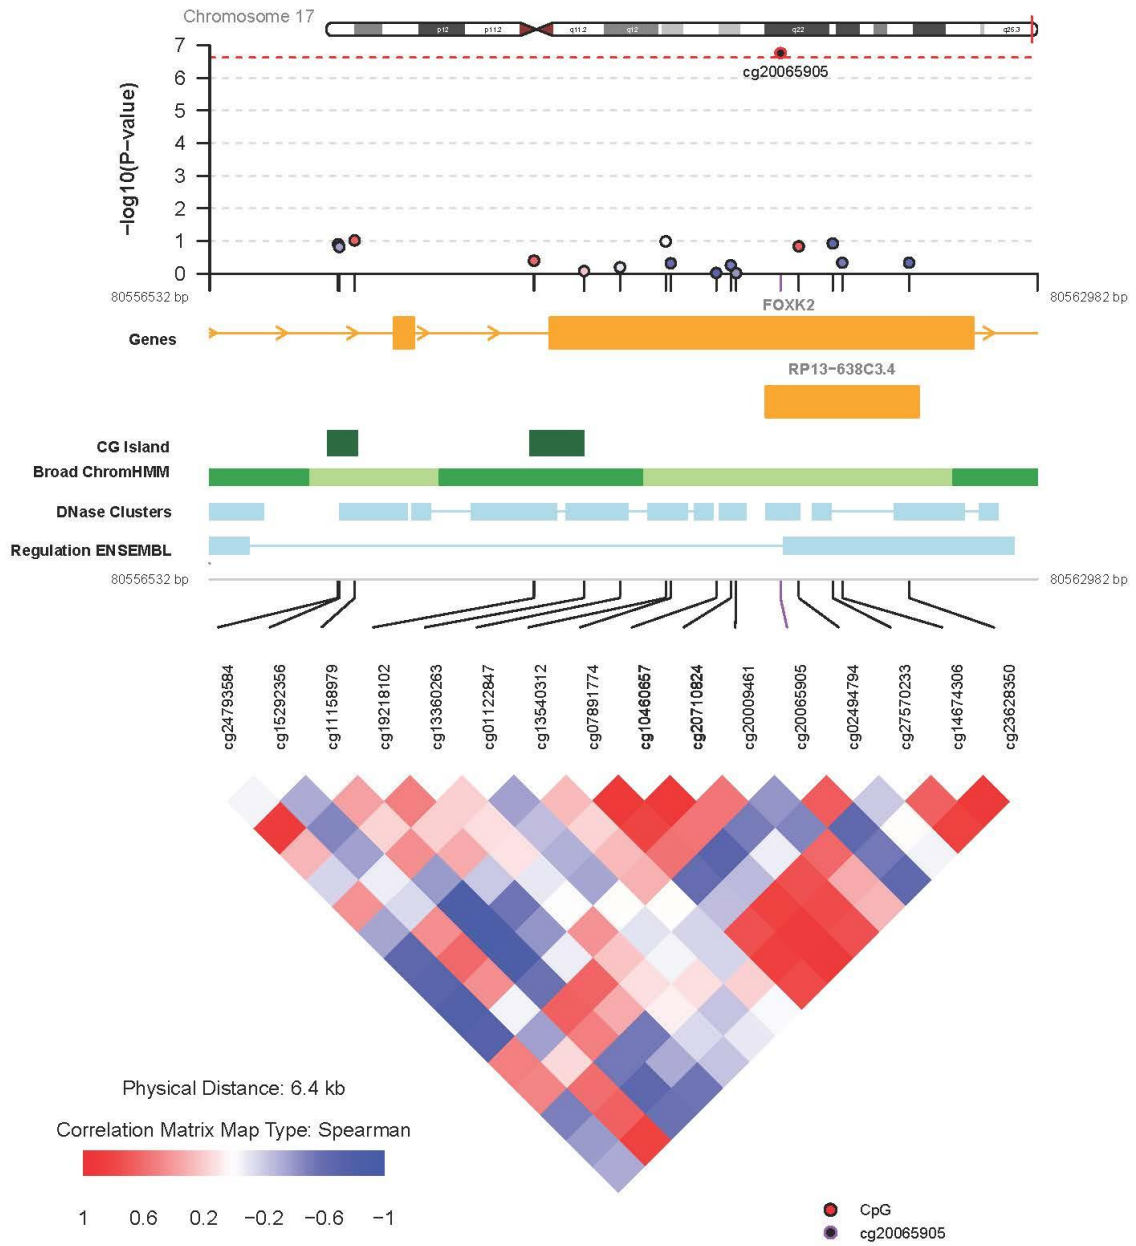 Chromosome 17
p12 p11.2 q11.2 q12 q22 q25.3
7
6
5
4
3
2
1
0
−log10(P−value)
cg20065905
80556532 bp
80562982 bp
FOXK2
Genes
RP13−638C3.4
CG Island
Broad ChromHMM
DNase Clusters
Regulation ENSEMBL
80556532 bp
80562982 bp
cg24793584
cg15292356
cg11158979
cg19218102
cg13360263
cg01122847
cg13540312
cg07891774
cg10460657
cg20710824
cg20009461
cg20065905
cg02494794
cg27570233
cg14674306
cg23628350
Physical Distance: 6.4 kb
Correlation Matrix Map Type: Spearman
1 0.6 0.2 −0.2 −0.6 −1
CpG
cg20065905